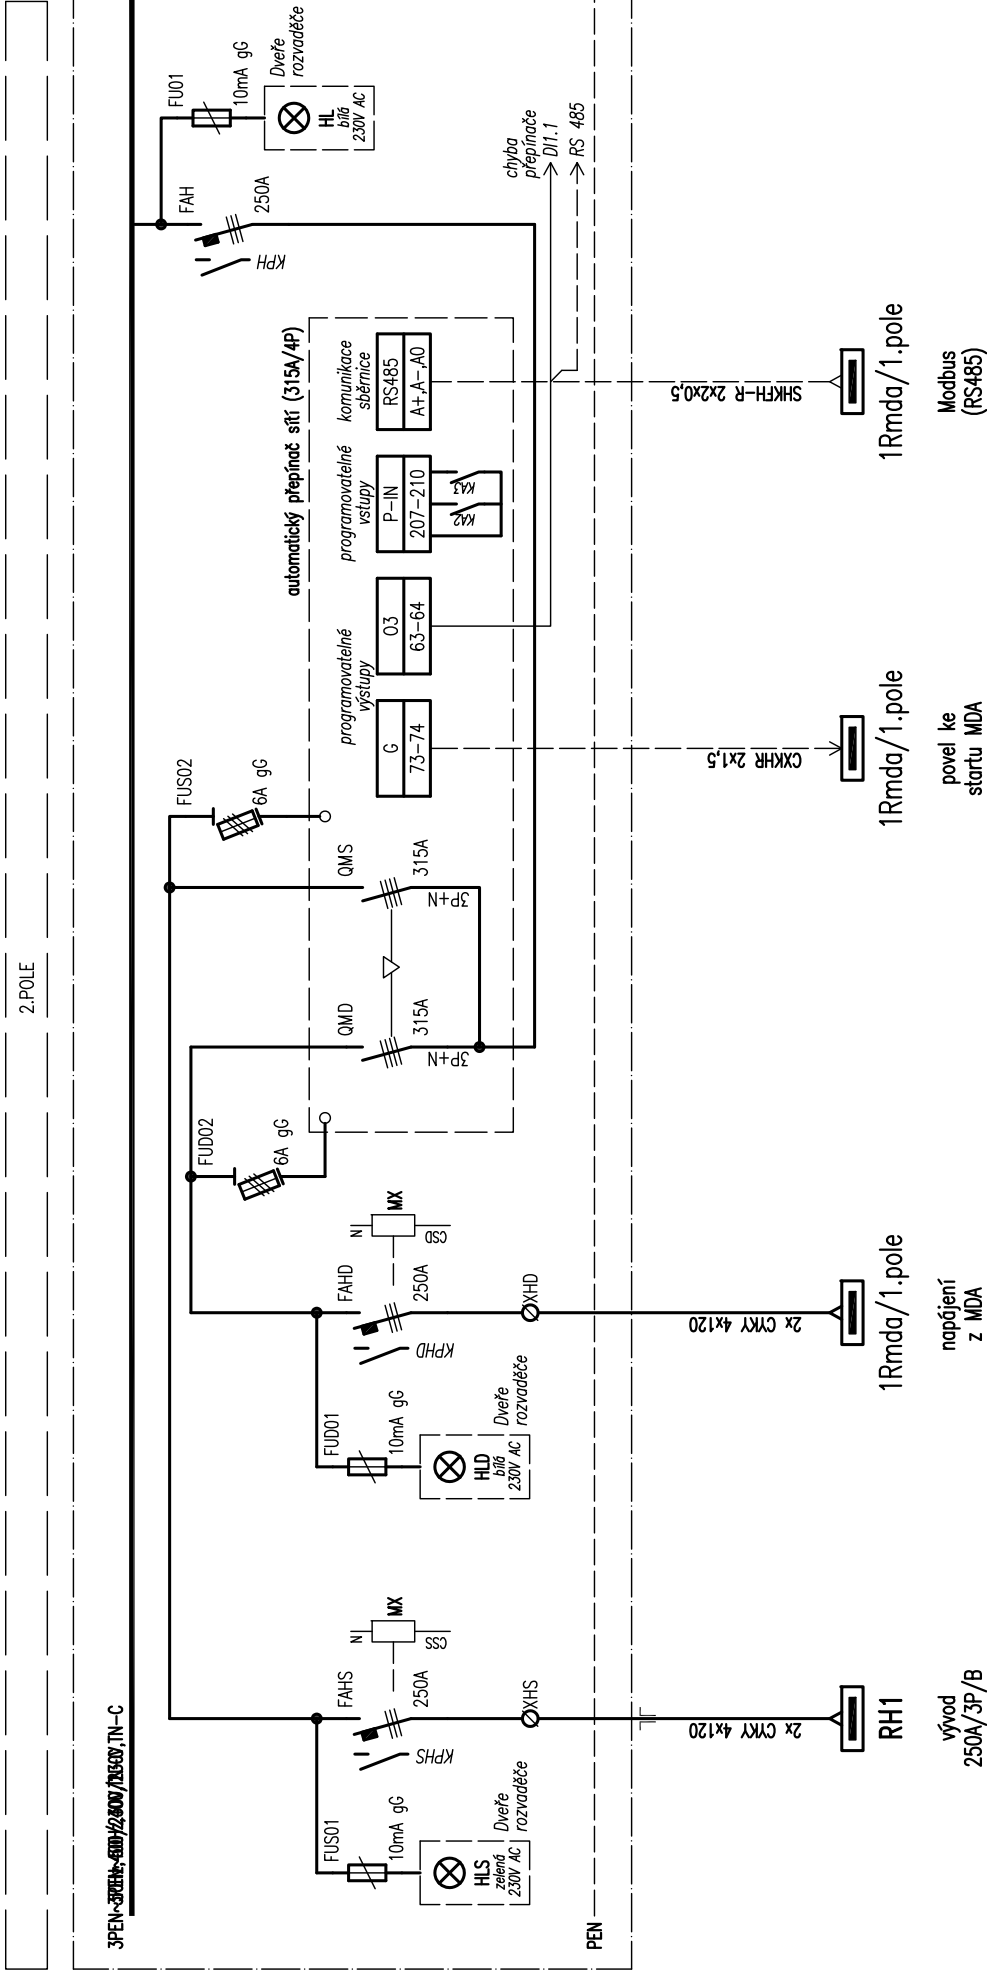 2.POLE
FUS01
10mA gG
HLS
zelená
230V AC
Dveře
rozvaděče
FAHS
250A
KPHS
MX
N
CSS
XHS
2x CYKY 4x120
RH1
vývod
250A/3P/B
FUD01
10mA gG
HLD
bílá
230V AC
Dveře
rozvaděče
FAHD
250A
KPHD
MX
N
CSD
XHD
2x CYKY 4x120
1Rmda/1.pole
napájení
z MDA
FUD02
6A gG
QMD
315A
3P+N
QMS
315A
3P+N
FUS02
6A gG
automatický přepínač sítí (315A/4P)
programovatelné
výstupy
G
73-74
O3
63-64
programovatelné
vstupy
P-IN
207-210
KA2
KA3
komunikace
sběrnice
RS485
A+,A-,A0
CXKHR 2x1,5
1Rmda/1.pole
povel ke
startu MDA
SHKFH-R 2x2x0,5
1Rmda/1.pole
Modbus
(RS485)
chyba
přepínače
DI1.1
RS 485
FAH
250A
KPH
FU01
10mA gG
HL
bílá
230V AC
Dveře
rozvaděče
PEN